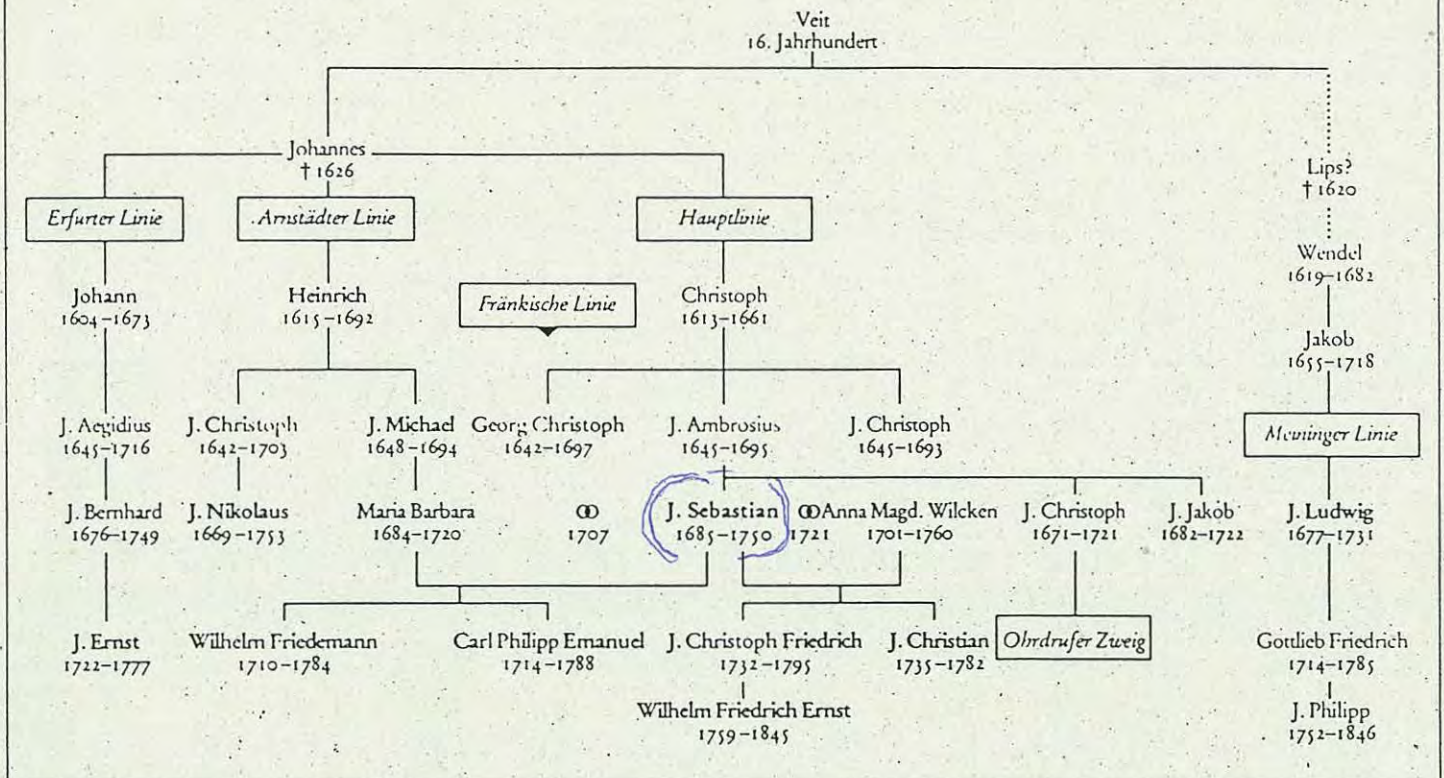 Veit
16. Jahrhundert
Johannes
† 1626
Lips?
† 1620
Erfurter Linie
Arnstädter Linie
Hauptlinie
Wendel
1619–1682
Johann
1604–1673
Heinrich
1615–1692
Fränkische Linie
Christoph
1613–1661
Jakob
1655–1718
J. Aegidius
1645–1716
J. Christoph
1642–1703
J. Michael
1648–1694
Georg Christoph
1642–1697
J. Ambrosius
1645–1695
J. Christoph
1645–1693
Meininger Linie
J. Bernhard
1676–1749
J. Nikolaus
1669–1753
Maria Barbara
1684–1720
⚭
1707
J. Sebastian
1685–1750
⚭
1721
Anna Magd. Wilcken
1701–1760
J. Christoph
1671–1721
J. Jakob
1682–1722
J. Ludwig
1677–1731
J. Ernst
1722–1777
Wilhelm Friedemann
1710–1784
Carl Philipp Emanuel
1714–1788
J. Christoph Friedrich
1732–1795
J. Christian
1735–1782
Ohrdrufer Zweig
Gottlieb Friedrich
1714–1785
Wilhelm Friedrich Ernst
1759–1845
J. Philipp
1752–1846